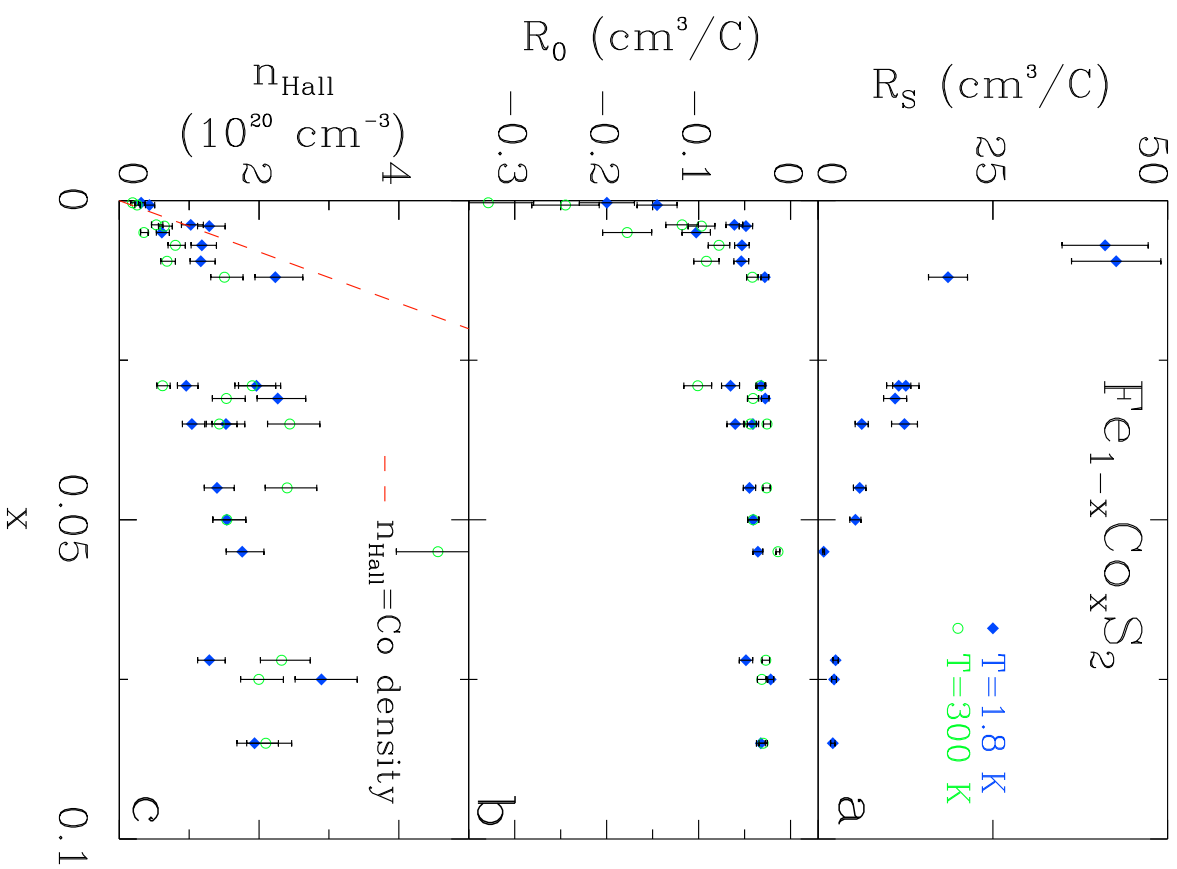 R_S (cm³/C)
50
25
0
Fe₁₋ₓCoₓS₂
T=1.8 K
T=300 K
a
R₀ (cm³/C)
0
−0.1
−0.2
−0.3
b
n_Hall
(10²⁰ cm⁻³)
4
2
0
n_Hall=Co density
c
0
0.05
0.1
x